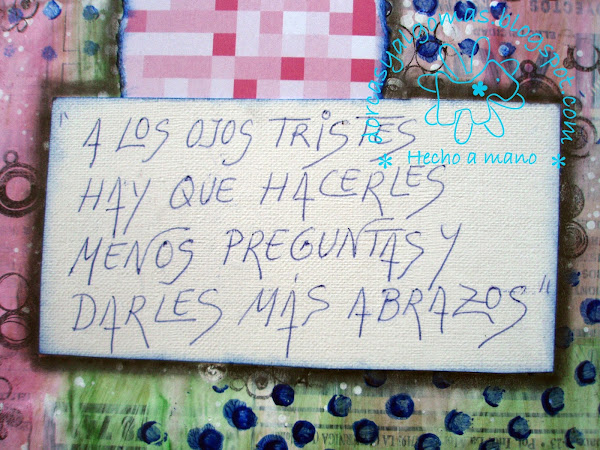 "A LOS OJOS TRISTES
HAY QUE HACERLES
MENOS PREGUNTAS Y
DARLES MÁS ABRAZOS"
* Hecho a mano *